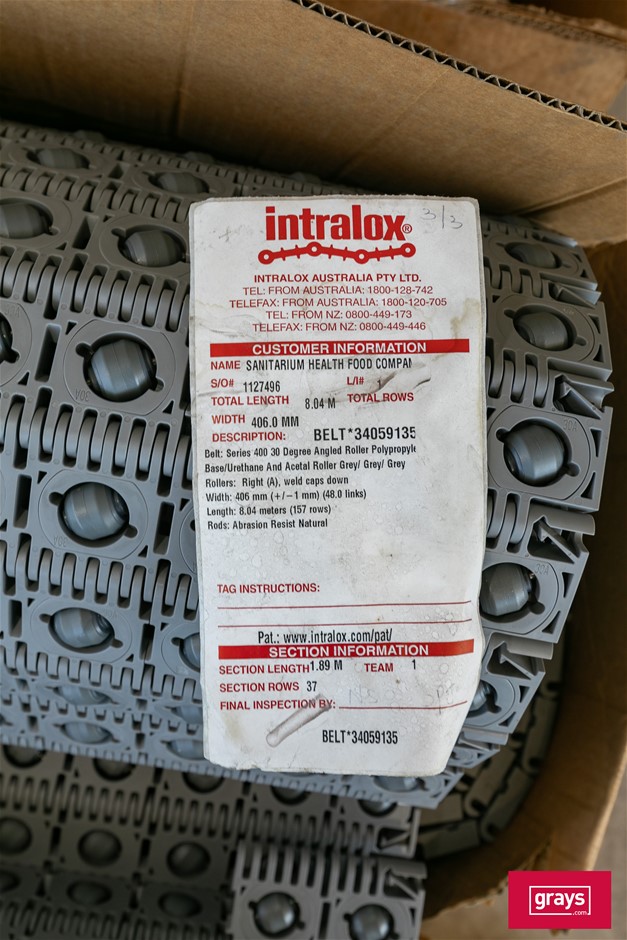 3/3
intralox®
INTRALOX AUSTRALIA PTY LTD.
TEL: FROM AUSTRALIA: 1800-128-742
TELEFAX: FROM AUSTRALIA: 1800-120-705
TEL: FROM NZ: 0800-449-173
TELEFAX: FROM NZ: 0800-449-446
CUSTOMER INFORMATION
NAME SANITARIUM HEALTH FOOD COMPAN
S/O# 1127496 L/I# 1
TOTAL LENGTH 8.04 M TOTAL ROWS
WIDTH 406.0 MM
DESCRIPTION: BELT*34059135
Belt: Series 400 30 Degree Angled Roller Polypropyle
Base/Urethane And Acetal Roller Grey/ Grey/ Grey
Rollers: Right (A), weld caps down
Width: 406 mm (+/-1 mm) (48.0 links)
Length: 8.04 meters (157 rows)
Rods: Abrasion Resist Natural
TAG INSTRUCTIONS:
Pat.: www.intralox.com/pat/
SECTION INFORMATION
SECTION LENGTH 1.89 M TEAM 1
SECTION ROWS 37
FINAL INSPECTION BY:
BELT*34059135
grays
.com